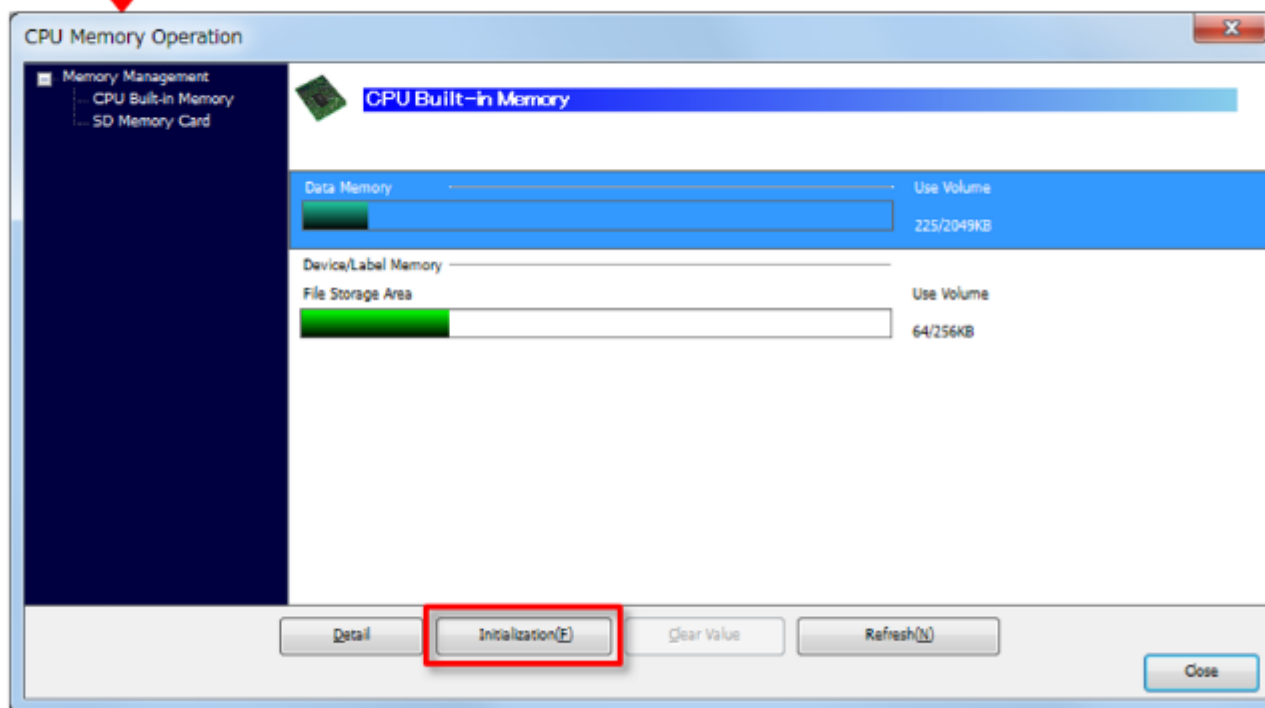 CPU Memory Operation
Memory Management
CPU Built-in Memory
SD Memory Card
CPU Built-in Memory
Data Memory
Use Volume
225/2049KB
Device/Label Memory
File Storage Area
Use Volume
64/256KB
Detail
Initialization(F)
Clear Value
Refresh(N)
Close